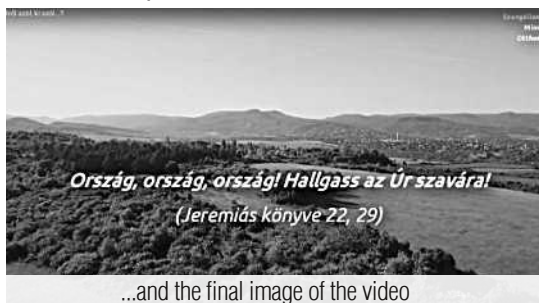 Ország, ország, ország! Hallgass az Úr szavára!
(Jeremiás könyve 22, 29)
...and the final image of the video